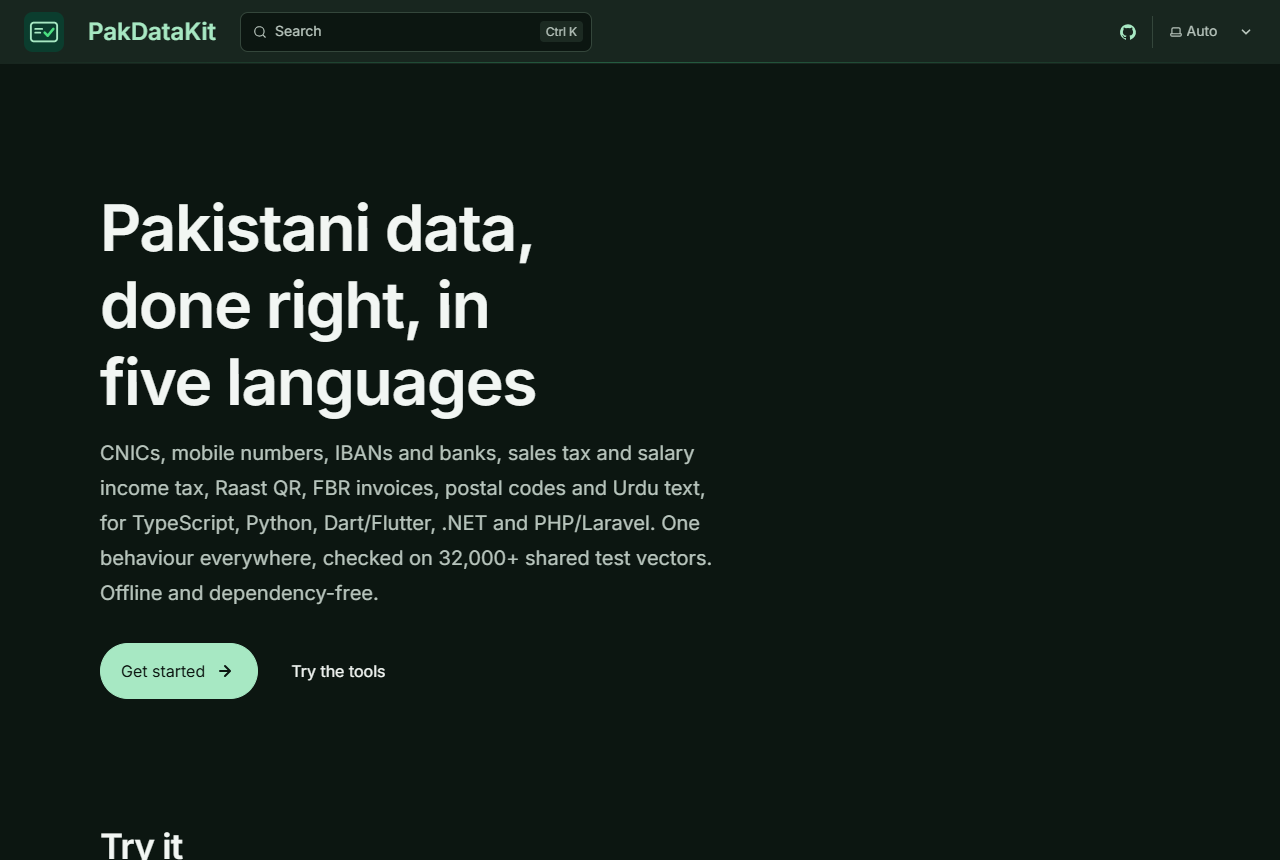 PakDataKit
Search
Ctrl K
Auto
Pakistani data,
done right, in
five languages
CNICs, mobile numbers, IBANs and banks, sales tax and salary
income tax, Raast QR, FBR invoices, postal codes and Urdu text,
for TypeScript, Python, Dart/Flutter, .NET and PHP/Laravel. One
behaviour everywhere, checked on 32,000+ shared test vectors.
Offline and dependency-free.
Get started
Try the tools
Try it